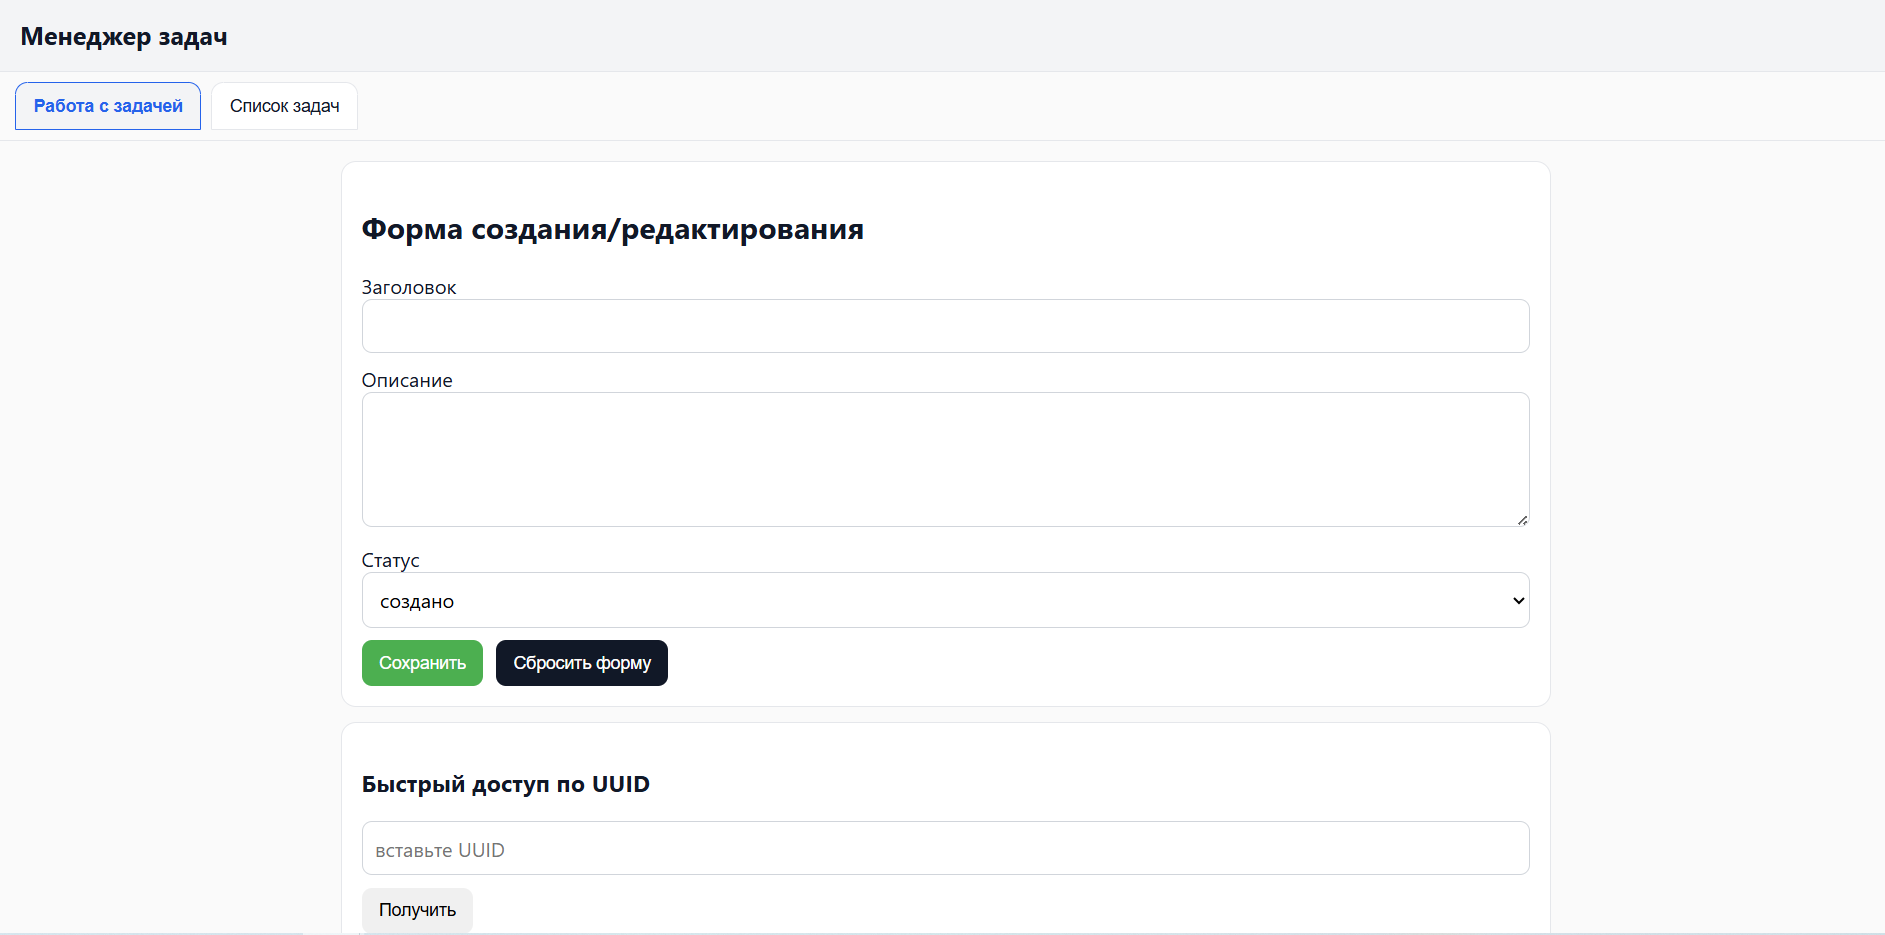 Менеджер задач
Работа с задачей
Список задач
Форма создания/редактирования
Заголовок
Описание
Статус
создано
Сохранить
Сбросить форму
Быстрый доступ по UUID
вставьте UUID
Получить